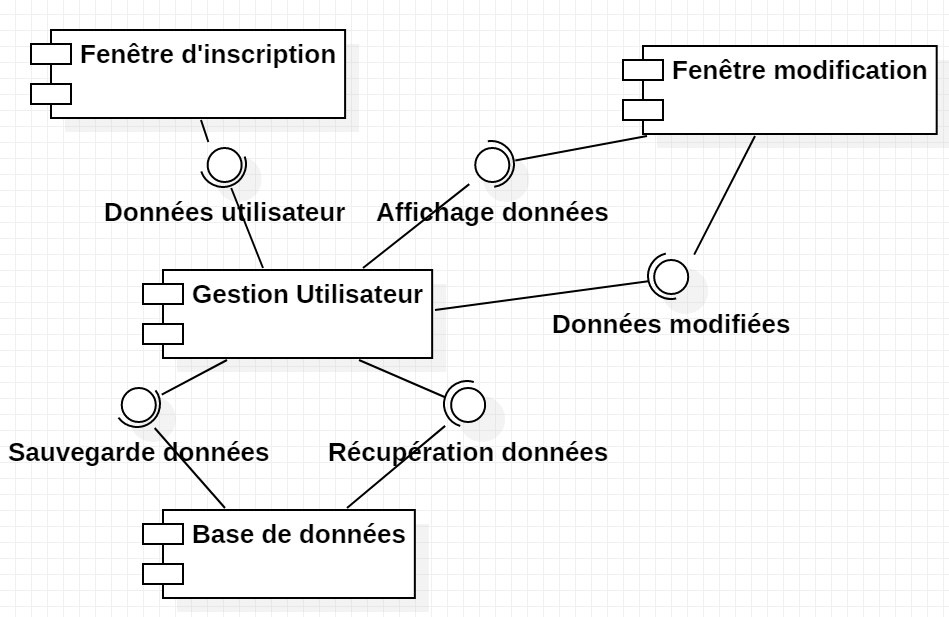 Fenêtre d'inscription
Fenêtre modification
Données utilisateur
Affichage données
Gestion Utilisateur
Données modifiées
Sauvegarde données
Récupération données
Base de données